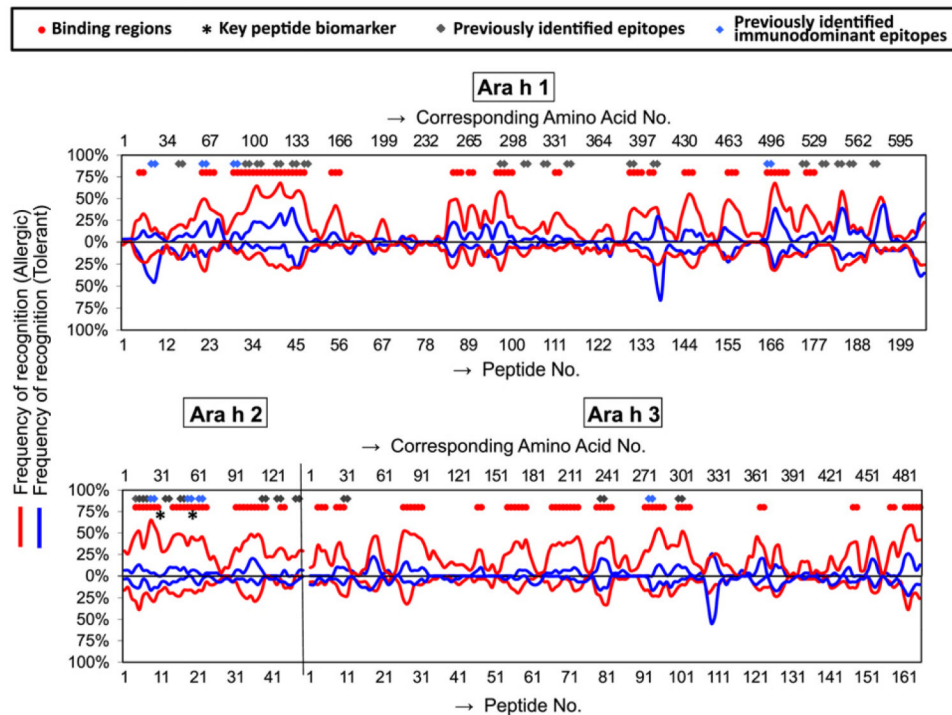 Binding regions * Key peptide biomarker Previously identified epitopes Previously identified immunodominant epitopes
Ara h 1
→ Corresponding Amino Acid No.
1 34 67 100 133 166 199 232 265 298 331 364 397 430 463 496 529 562 595
100%
75%
50%
25%
0%
25%
50%
75%
100%
1 12 23 34 45 56 67 78 89 100 111 122 133 144 155 166 177 188 199
→ Peptide No.
Frequency of recognition (Allergic)
Frequency of recognition (Tolerant)
Ara h 2 Ara h 3
→ Corresponding Amino Acid No.
1 31 61 91 121 1 31 61 91 121 151 181 211 241 271 301 331 361 391 421 451 481
100%
75%
50%
* *
25%
0%
25%
50%
75%
100%
1 11 21 31 41 1 11 21 31 41 51 61 71 81 91 101 111 121 131 141 151 161
→ Peptide No.